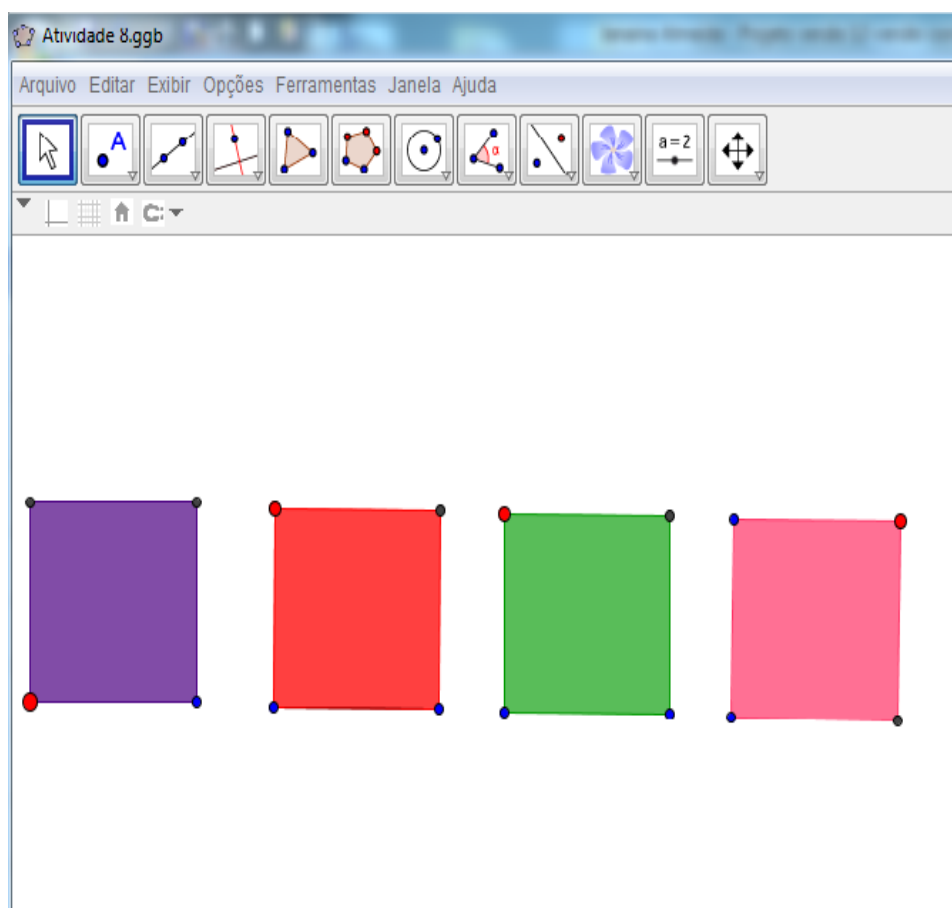 Atividade 8.ggb
Arquivo Editar Exibir Opções Ferramentas Janela Ajuda
A
α
a=2